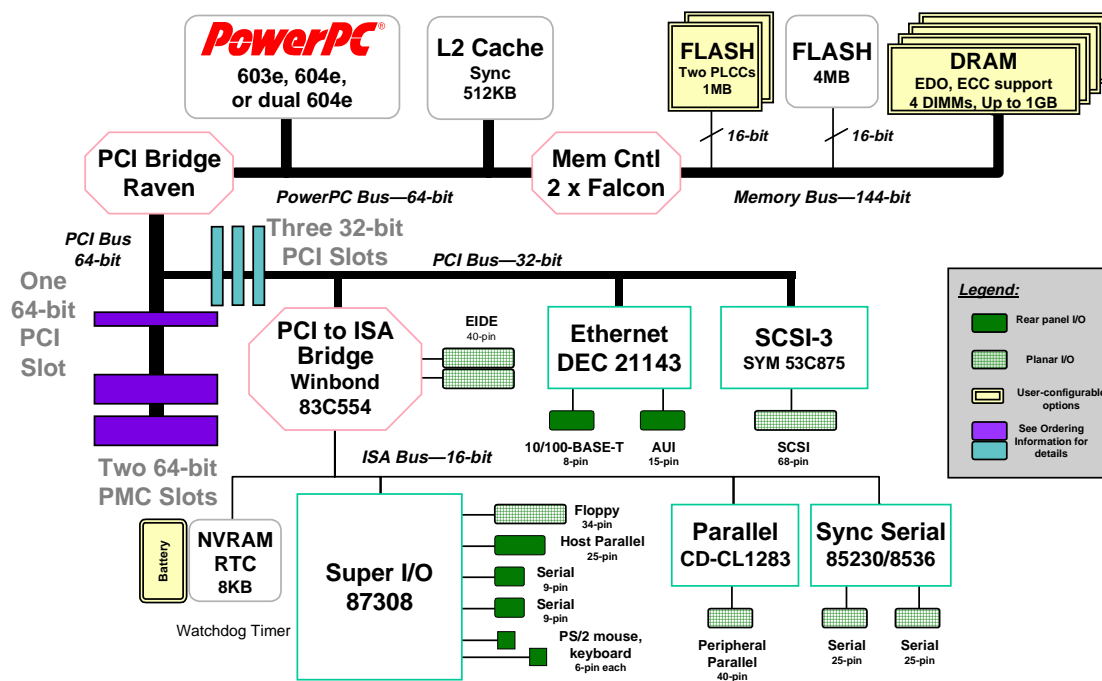 PowerPC®
603e, 604e,
or dual 604e
L2 Cache
Sync
512KB
FLASH
Two PLCCs
1MB
FLASH
4MB
DRAM
EDO, ECC support
4 DIMMs, Up to 1GB
16-bit
16-bit
PCI Bridge
Raven
Mem Cntl
2 x Falcon
PowerPC Bus—64-bit
Memory Bus—144-bit
PCI Bus
64-bit
Three 32-bit
PCI Slots
PCI Bus—32-bit
One
64-bit
PCI
Slot
PCI to ISA
Bridge
Winbond
83C554
EIDE
40-pin
Ethernet
DEC 21143
SCSI-3
SYM 53C875
10/100-BASE-T
8-pin
AUI
15-pin
SCSI
68-pin
Legend:
Rear panel I/O
Planar I/O
User-configurable
options
See Ordering
Information for
details
Two 64-bit
PMC Slots
ISA Bus—16-bit
Battery
NVRAM
RTC
8KB
Watchdog Timer
Super I/O
87308
Floppy
34-pin
Host Parallel
25-pin
Serial
9-pin
Serial
9-pin
PS/2 mouse,
keyboard
6-pin each
Parallel
CD-CL1283
Peripheral
Parallel
40-pin
Sync Serial
85230/8536
Serial
25-pin
Serial
25-pin